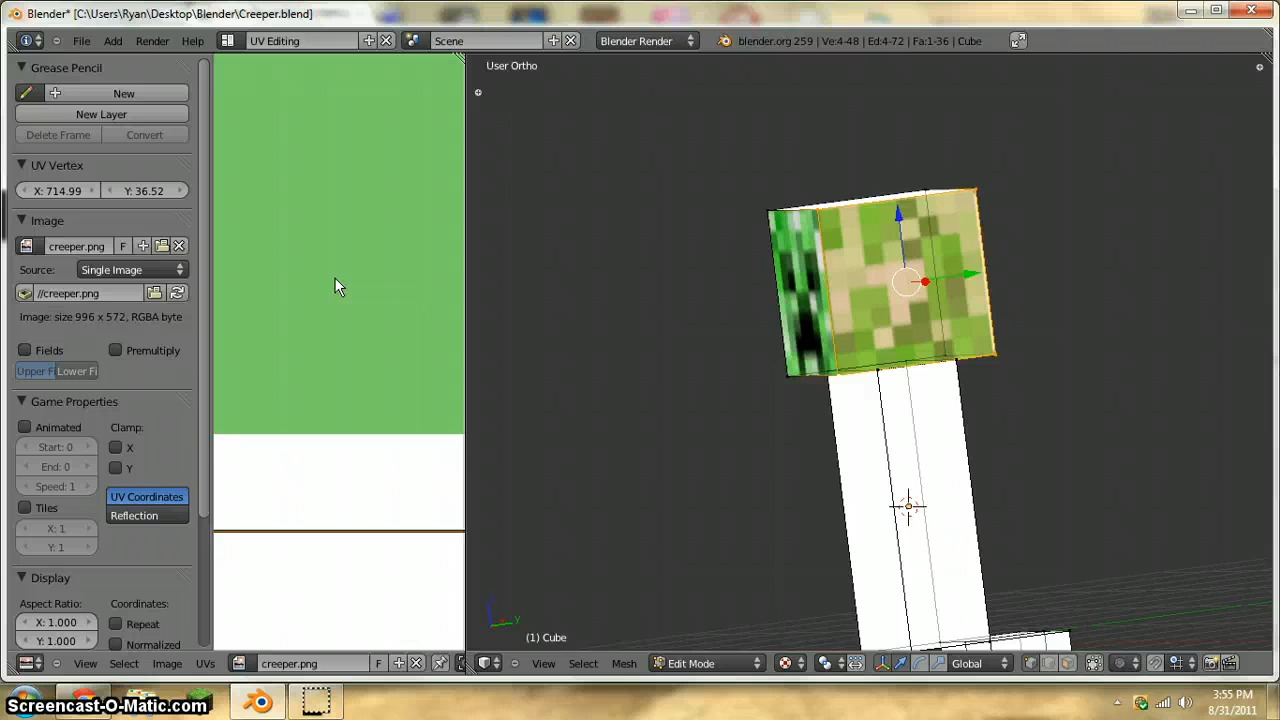 Blender* [C:\Users\Ryan\Desktop\Blender\Creeper.blend]
File Add Render Help UV Editing Scene Blender Render blender.org 259 | Ve:4-48 | Ed:4-72 | Fa:1-36 | Cube
Grease Pencil
New
New Layer
Delete Frame Convert
UV Vertex
X: 714.99 Y: 36.52
Image
creeper.png F
Source: Single Image
//creeper.png
Image: size 996 x 572, RGBA byte
Fields Premultiply
Upper Fi Lower Fi
Game Properties
Animated Clamp:
Start: 0 X
End: 0 Y
Speed: 1
UV Coordinates
Tiles Reflection
X: 1
Y: 1
Display
Aspect Ratio: Coordinates:
X: 1.000 Repeat
Y: 1.000 Normalized
User Ortho
z y
(1) Cube
View Select Image UVs creeper.png F
View Select Mesh Edit Mode Global
Screencast-O-Matic.com
3:55 PM
8/31/2011